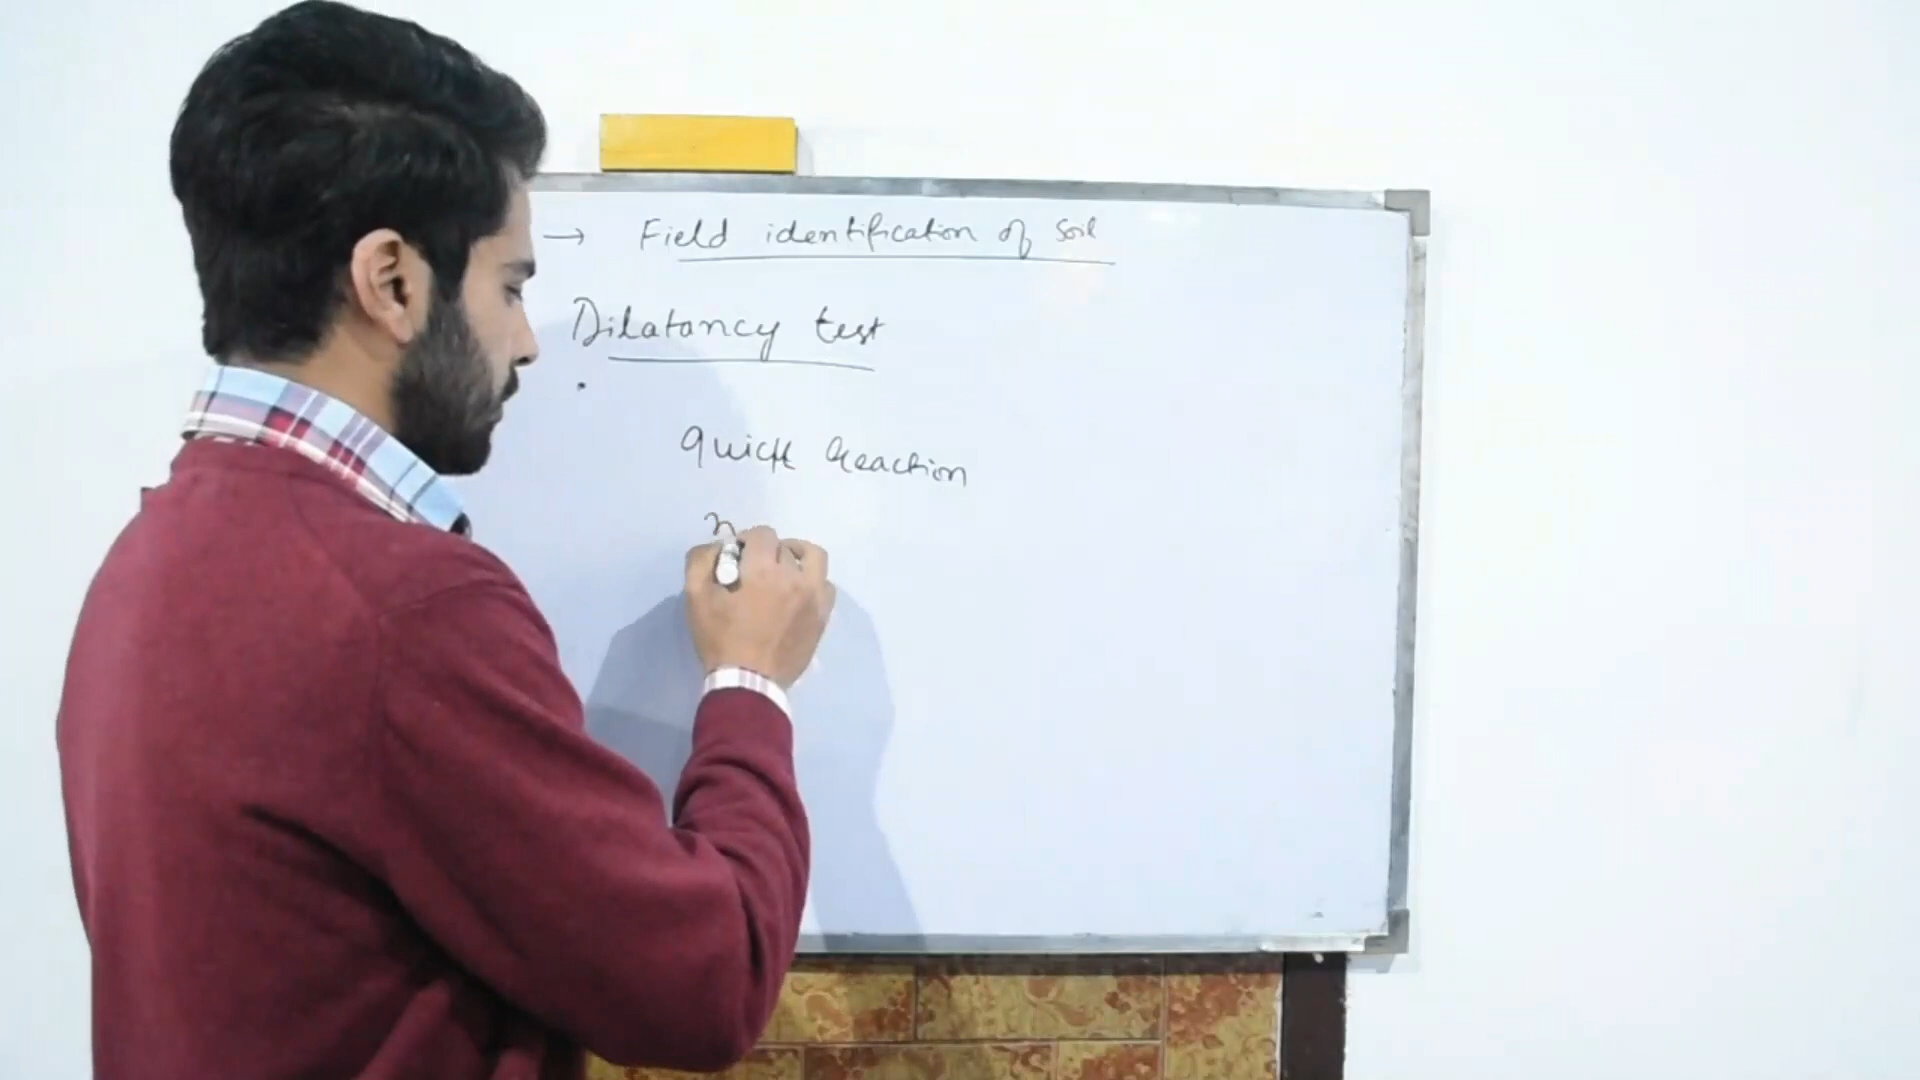 → Field identification of soil
Dilatancy test
•
Quick Reaction